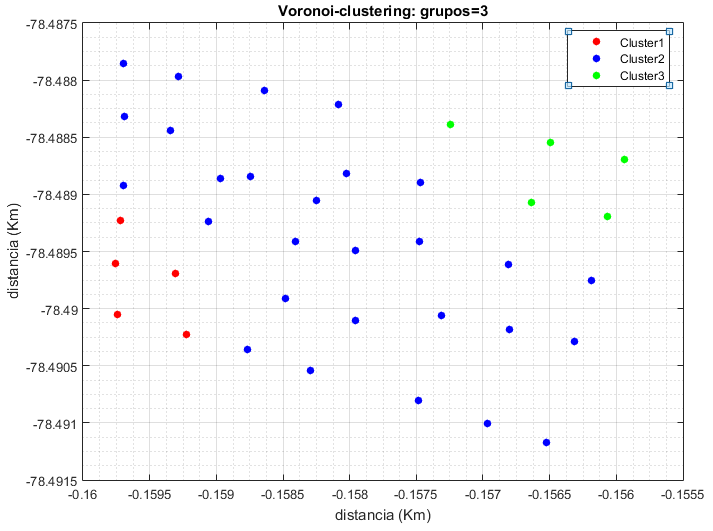 Voronoi-clustering: grupos=3
-78.4875
-78.488
-78.4885
-78.489
-78.4895
-78.49
-78.4905
-78.491
-78.4915
distancia (Km)
Cluster1
Cluster2
Cluster3
-0.16 -0.1595 -0.159 -0.1585 -0.158 -0.1575 -0.157 -0.1565 -0.156 -0.1555
distancia (Km)